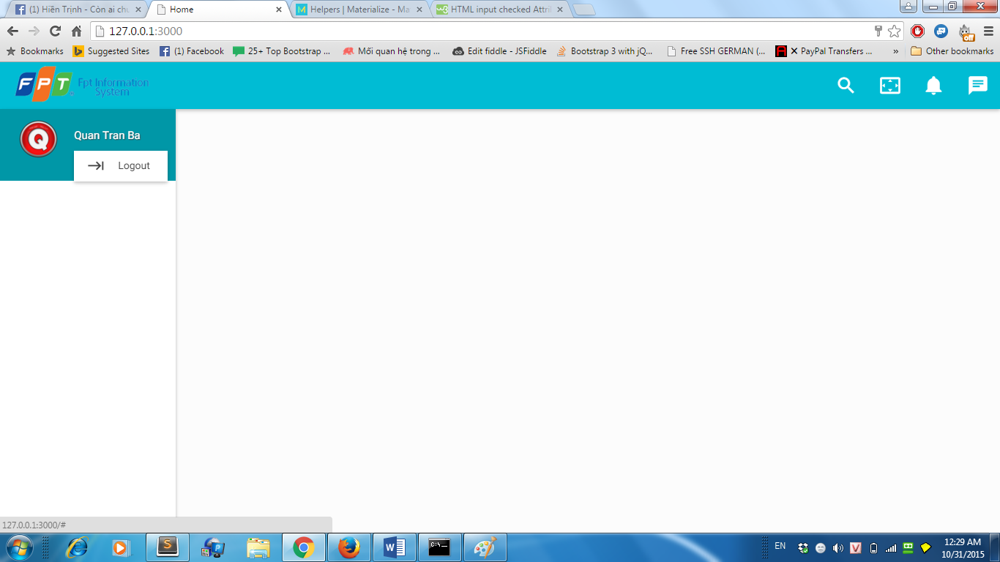 (1) Hiền Trịnh - Còn ai chu
Home
Helpers | Materialize - Ma
HTML input checked Attri
127.0.0.1:3000
off
Bookmarks
Suggested Sites
(1) Facebook
25+ Top Bootstrap ...
Mối quan hệ trong ...
Edit fiddle - JSFiddle
Bootstrap 3 with jQ...
Free SSH GERMAN (...
X PayPal Transfers ...
»
Other bookmarks
FPT
Fpt Information
System
Q
Quan Tran Ba
Logout
127.0.0.1:3000/#
EN
12:29 AM
10/31/2015